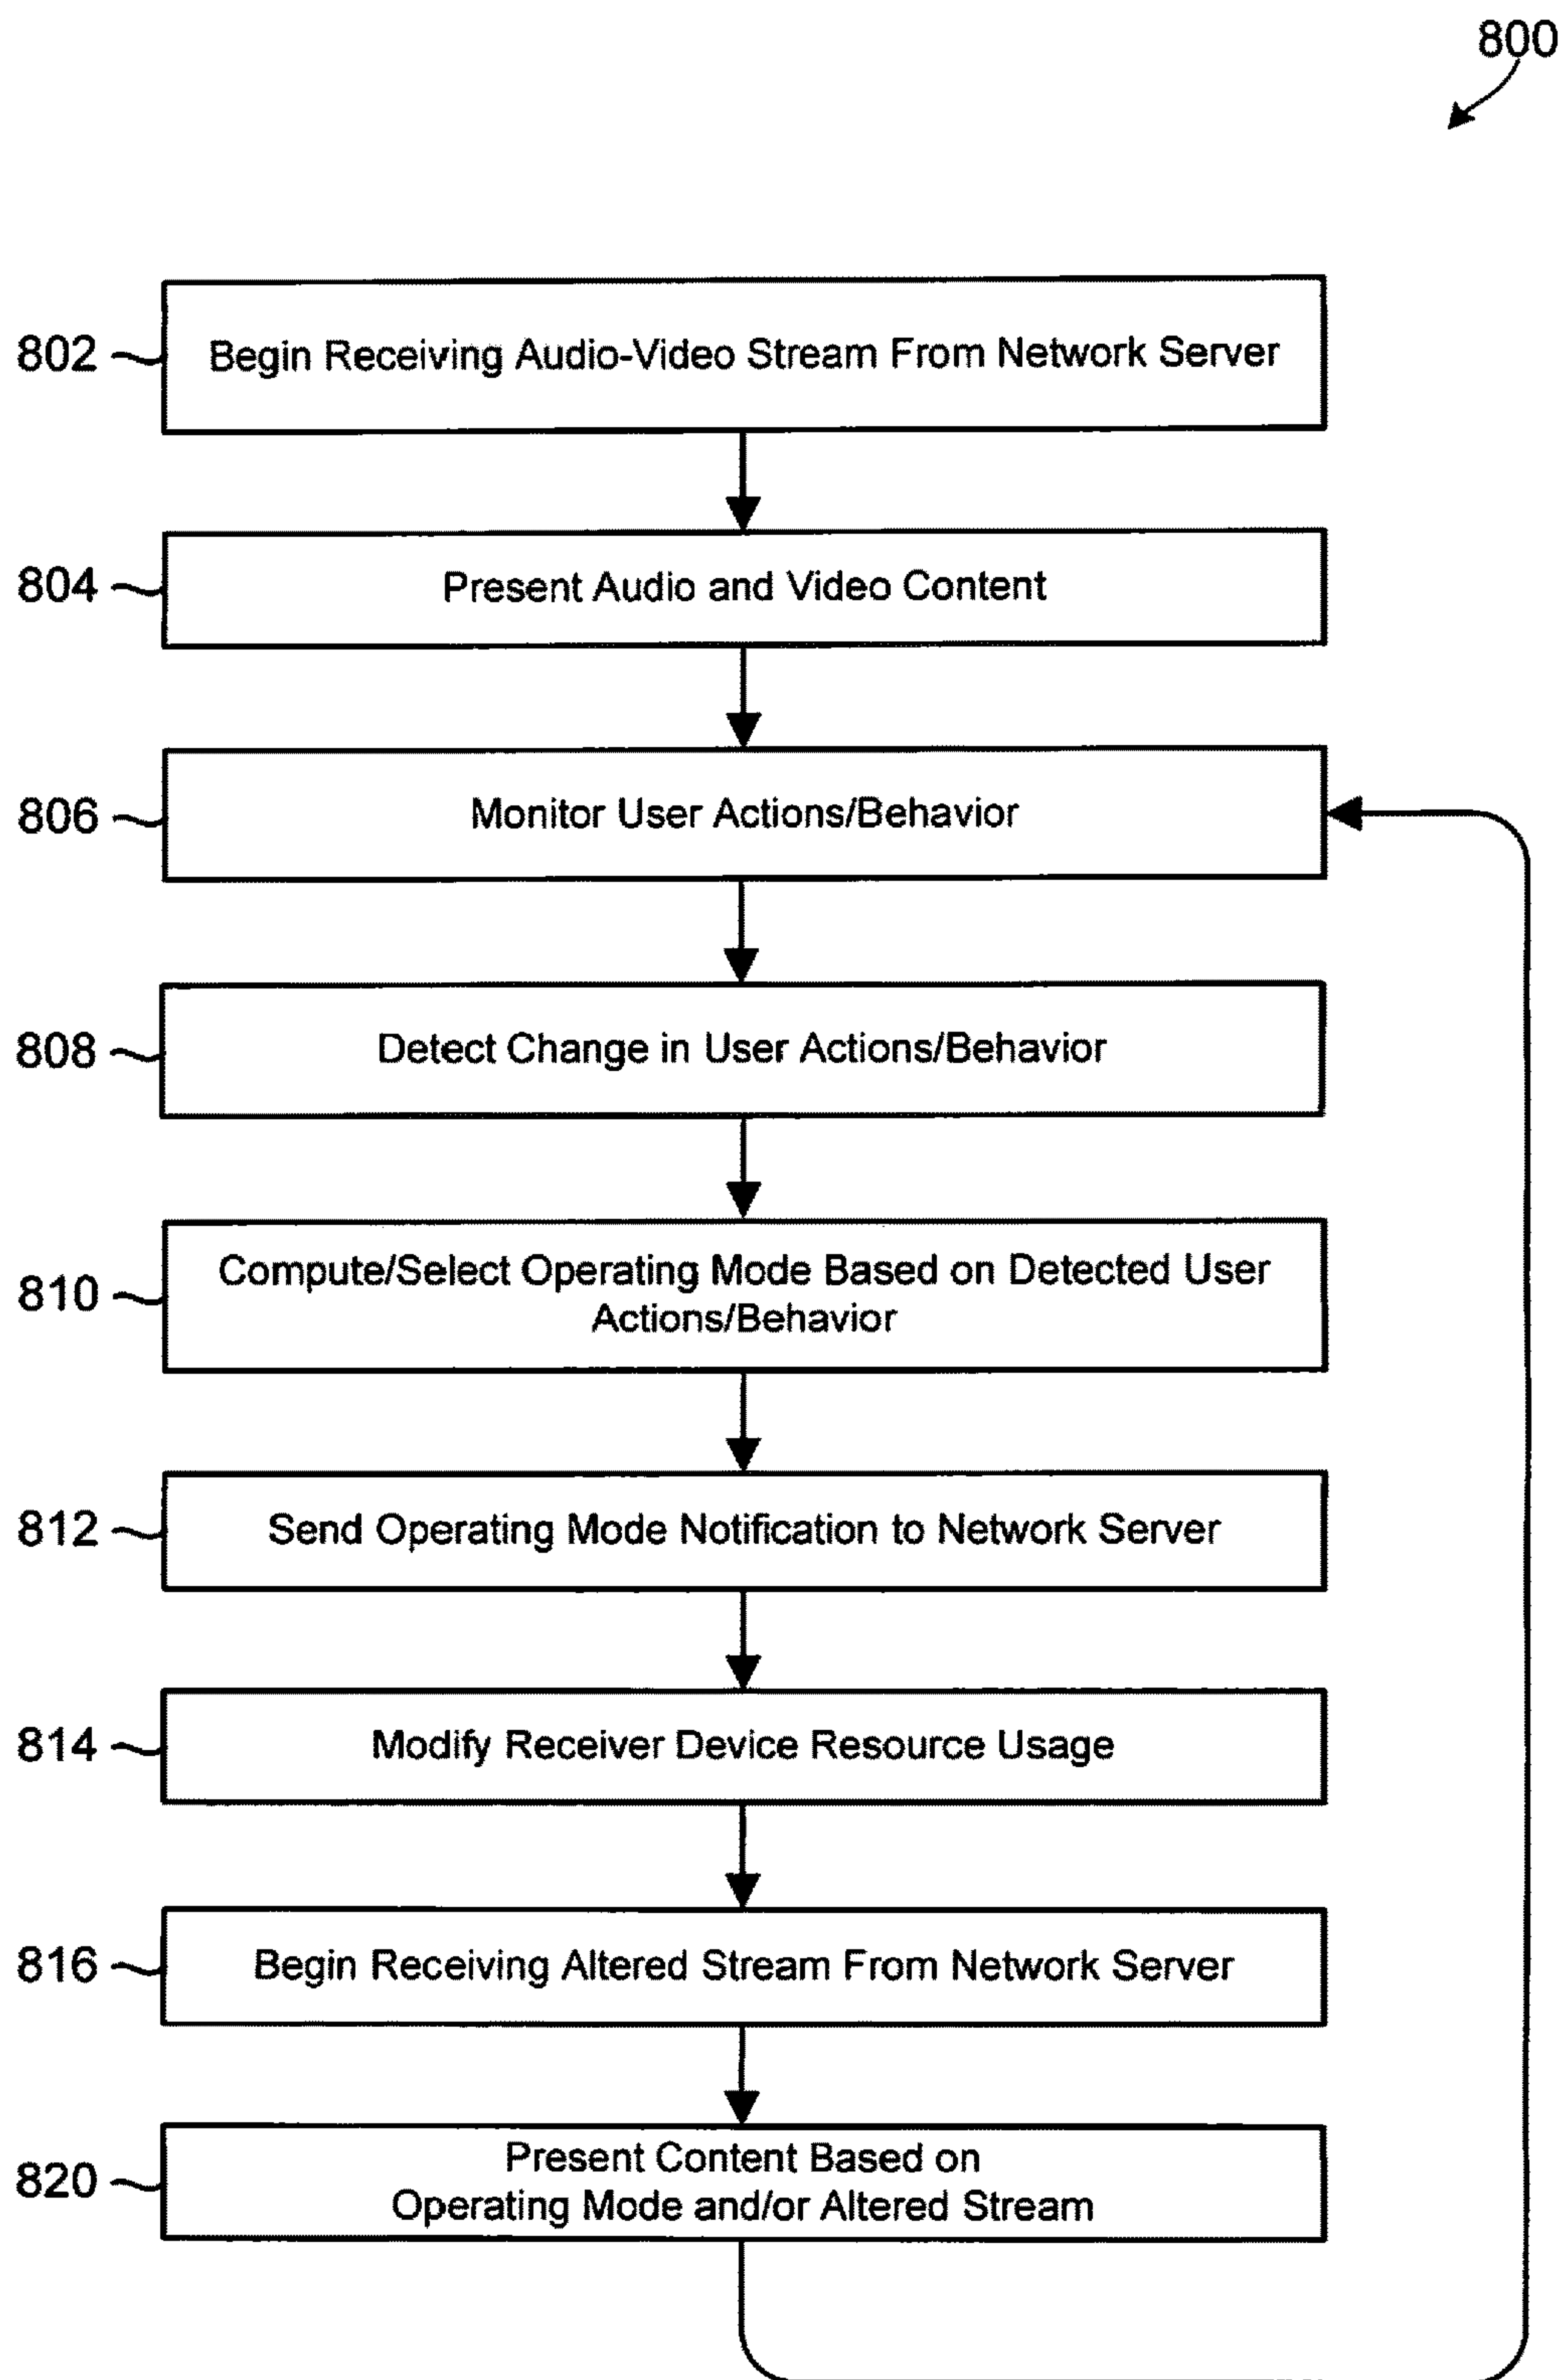 800
802
Begin Receiving Audio-Video Stream From Network Server
804
Present Audio and Video Content
806
Monitor User Actions/Behavior
808
Detect Change in User Actions/Behavior
810
Compute/Select Operating Mode Based on Detected User
Actions/Behavior
812
Send Operating Mode Notification to Network Server
814
Modify Receiver Device Resource Usage
816
Begin Receiving Altered Stream From Network Server
820
Present Content Based on
Operating Mode and/or Altered Stream